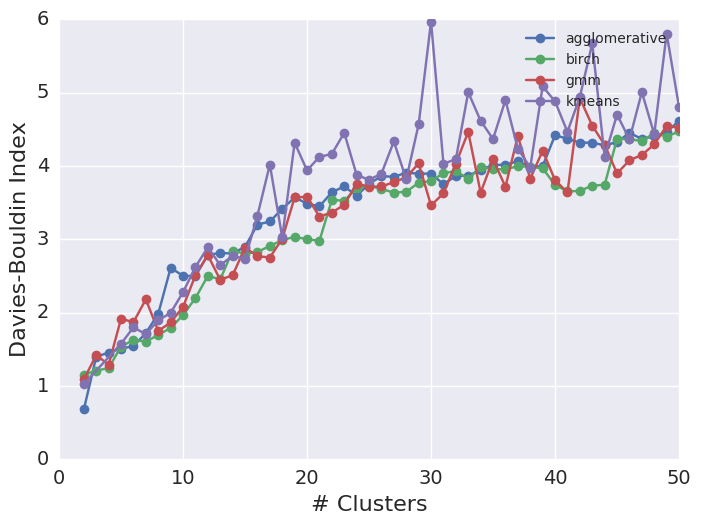 6
5
4
3
2
1
0
Davies-Bouldin Index
agglomerative
birch
gmm
kmeans
0 10 20 30 40 50
# Clusters